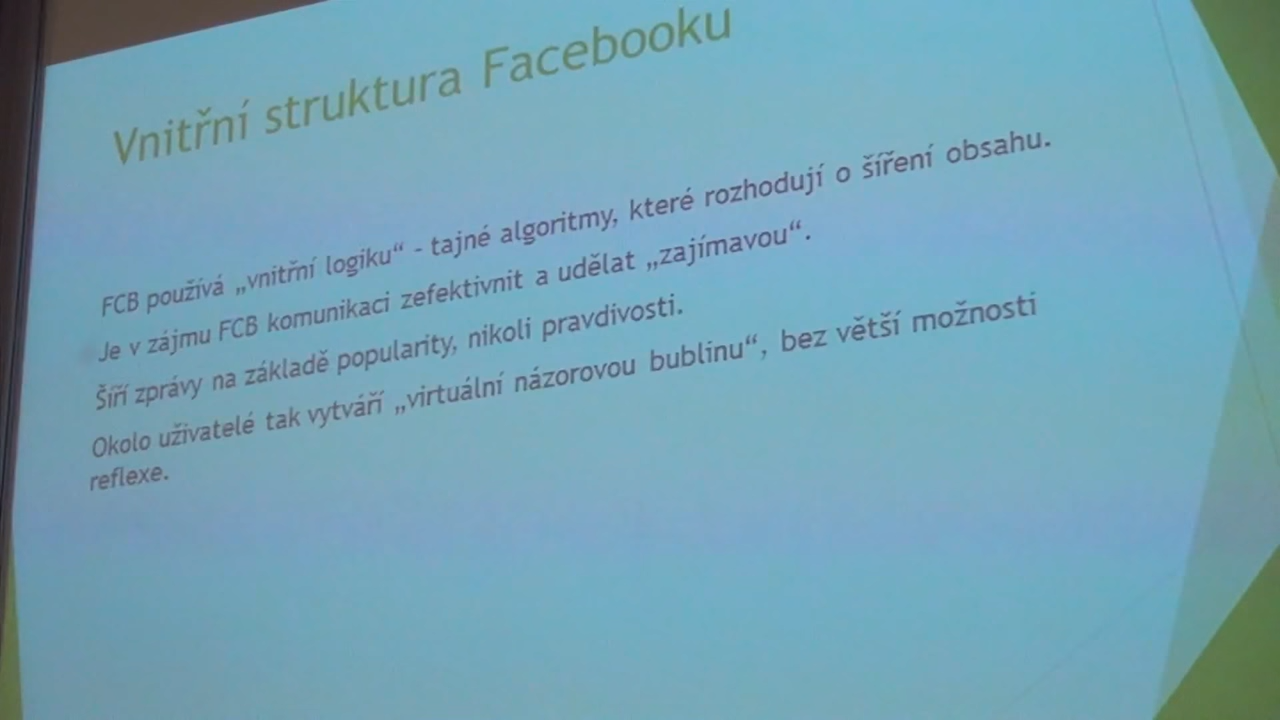 Vnitřní struktura Facebooku
FCB používá „vnitřní logiku“ - tajné algoritmy, které rozhodují o šíření obsahu.
Je v zájmu FCB komunikaci zefektivnit a udělat „zajímavou“.
Šíří zprávy na základě popularity, nikoli pravdivosti.
Okolo uživatelé tak vytváří „virtuální názorovou bublinu“, bez větší možnosti
reflexe.